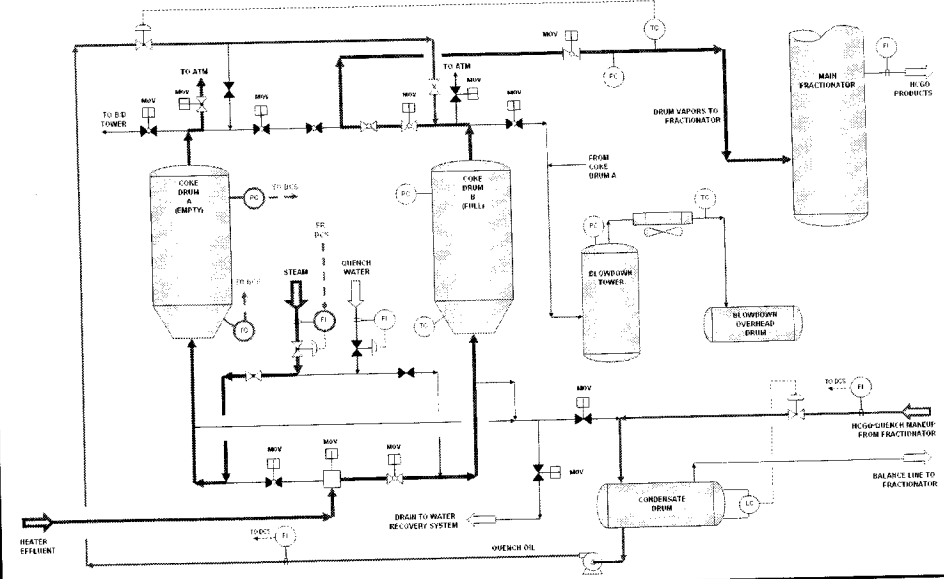 TC
MOV
FI
TO ATM
TO ATM
MOV
MOV
MOV
MOV
MOV
MOV
PC
MAIN
FRACTIONATOR
HCGO
PRODUCTS
TO B/D
TOWER
DRUM VAPORS TO
FRACTIONATOR
FROM
COKE
DRUM A
COKE
DRUM
A
(EMPTY)
PC
TO DCS
PC
COKE
DRUM
B
(FULL)
PC
TC
DCS
STEAM
QUENCH
WATER
TO DCS
FI
FI
TC
TC
BLOWDOWN
TOWER
BLOWDOWN
OVERHEAD
DRUM
MOV
TO DCS
FI
MOV
MOV
MOV
MOV
HCGO QUENCH MAKEUP
FROM FRACTIONATOR
BALANCE LINE TO
FRACTIONATOR
CONDENSATE
DRUM
LC
DRAIN TO WATER
RECOVERY SYSTEM
HEATER
EFFLUENT
TO DCS
FI
QUENCH OIL